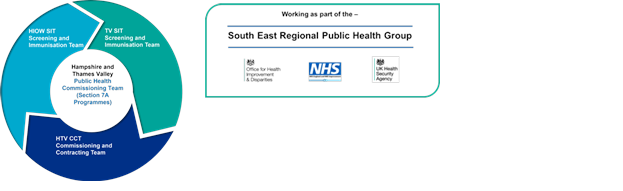 HIOW SIT
Screening and
Immunisation Team
TV SIT
Screening and
Immunisation Team
Hampshire and
Thames Valley
Public Health
Commissioning Team
(Section 7A
Programmes)
HTV CCT
Commissioning and
Contracting Team
Working as part of the –
South East Regional Public Health Group
Office for Health
Improvement
& Disparities
NHS
UK Health
Security
Agency